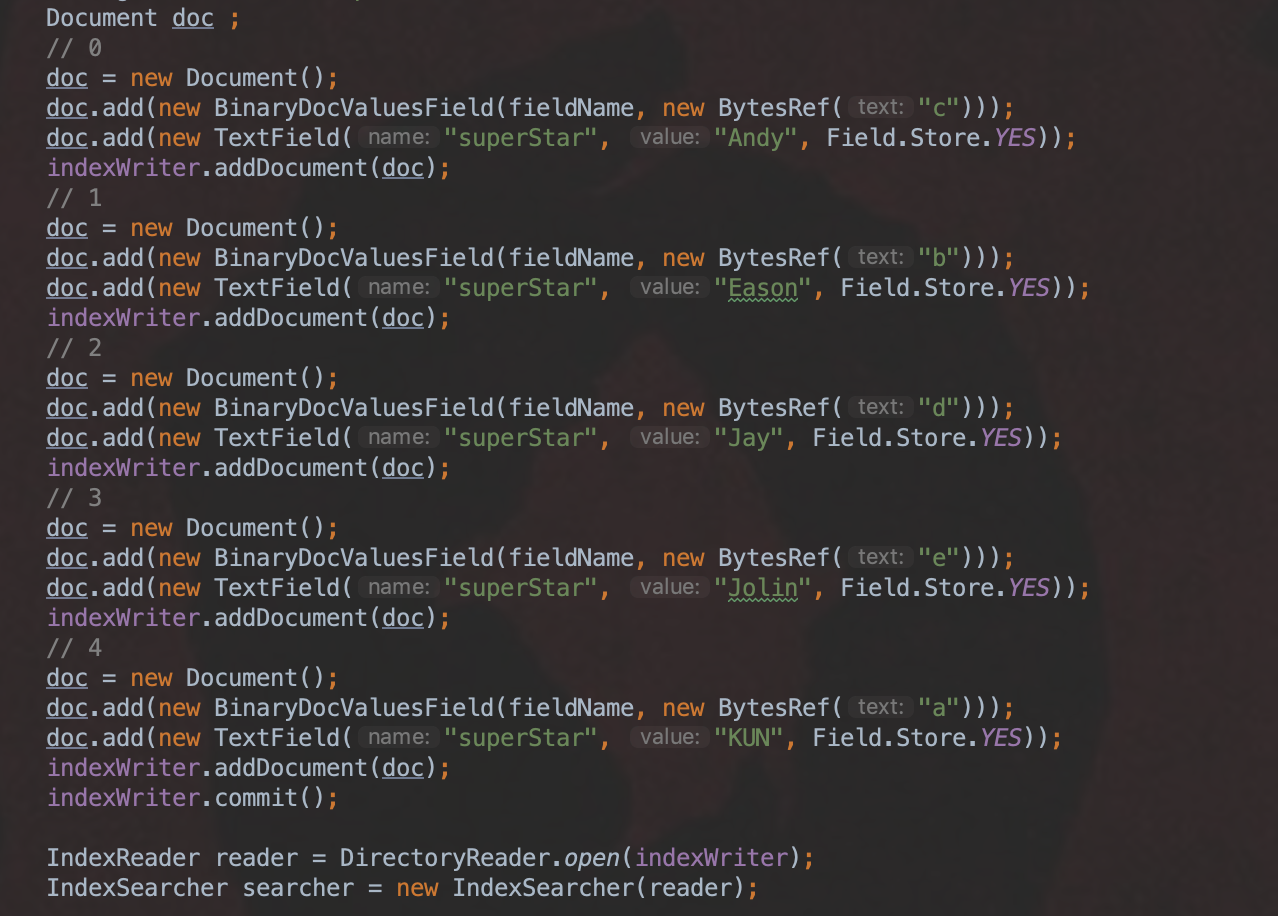 Document doc ;
// 0
doc = new Document();
doc.add(new BinaryDocValuesField(fieldName, new BytesRef( text: "c")));
doc.add(new TextField( name: "superStar", value: "Andy", Field.Store.YES));
indexWriter.addDocument(doc);
// 1
doc = new Document();
doc.add(new BinaryDocValuesField(fieldName, new BytesRef( text: "b")));
doc.add(new TextField( name: "superStar", value: "Eason", Field.Store.YES));
indexWriter.addDocument(doc);
// 2
doc = new Document();
doc.add(new BinaryDocValuesField(fieldName, new BytesRef( text: "d")));
doc.add(new TextField( name: "superStar", value: "Jay", Field.Store.YES));
indexWriter.addDocument(doc);
// 3
doc = new Document();
doc.add(new BinaryDocValuesField(fieldName, new BytesRef( text: "e")));
doc.add(new TextField( name: "superStar", value: "Jolin", Field.Store.YES));
indexWriter.addDocument(doc);
// 4
doc = new Document();
doc.add(new BinaryDocValuesField(fieldName, new BytesRef( text: "a")));
doc.add(new TextField( name: "superStar", value: "KUN", Field.Store.YES));
indexWriter.addDocument(doc);
indexWriter.commit();

IndexReader reader = DirectoryReader.open(indexWriter);
IndexSearcher searcher = new IndexSearcher(reader);